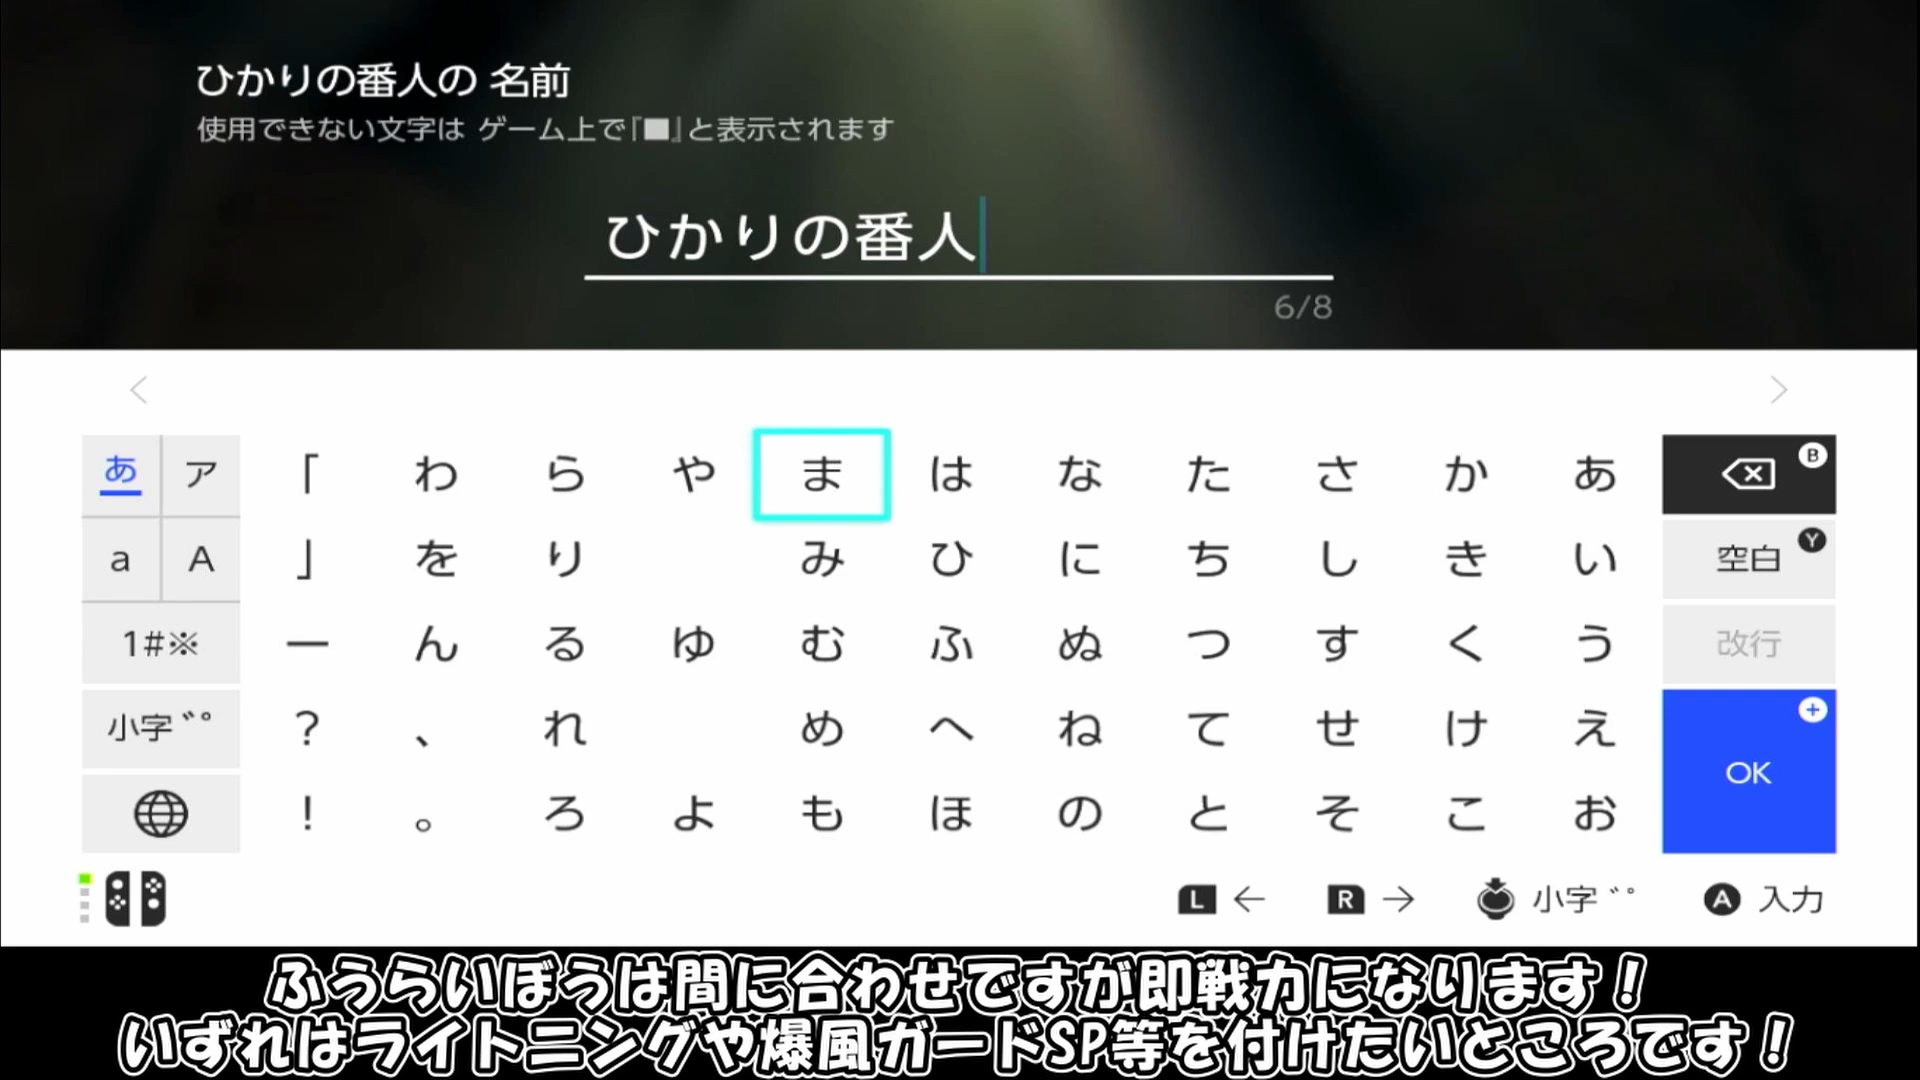 ひかりの番人の 名前
使用できない文字は ゲーム上で『■』と表示されます
ひかりの番人
6/8
あ ア 「 わ ら や ま は な た さ か あ B
a A 」 を り み ひ に ち し き い 空白 Y
1#※ ー ん る ゆ む ふ ぬ つ す く う 改行
小字゛゜ ? 、 れ め へ ね て せ け え +
OK
! 。 ろ よ も ほ の と そ こ お
L ← R → 小字゛゜ A 入力
ふうらいぼうは間に合わせですが即戦力になります！
いずれはライトニングや爆風ガードSP等を付けたいところです！